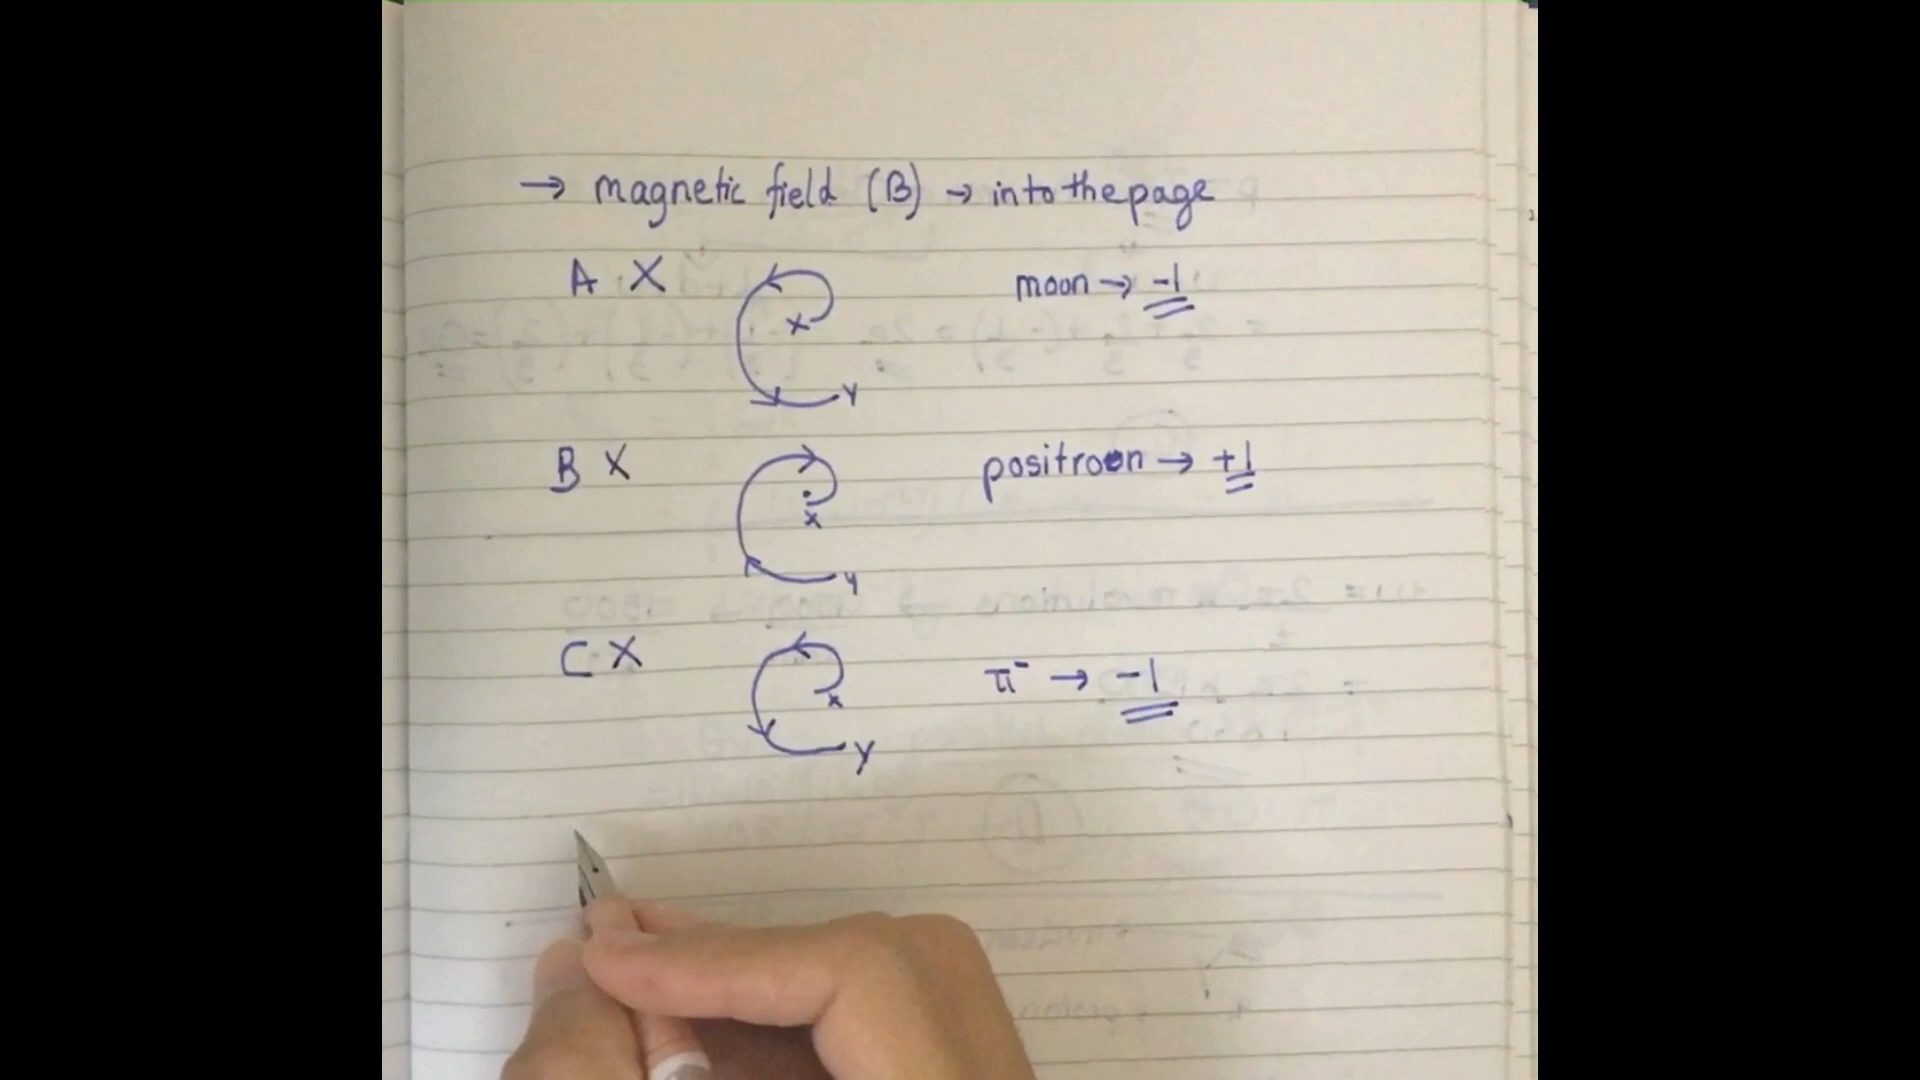 → magnetic field (B) → into the page
A X
X
Y
moon → -1
B X
X
Y
positroen → +1
C X
X
Y
π⁻ → -1